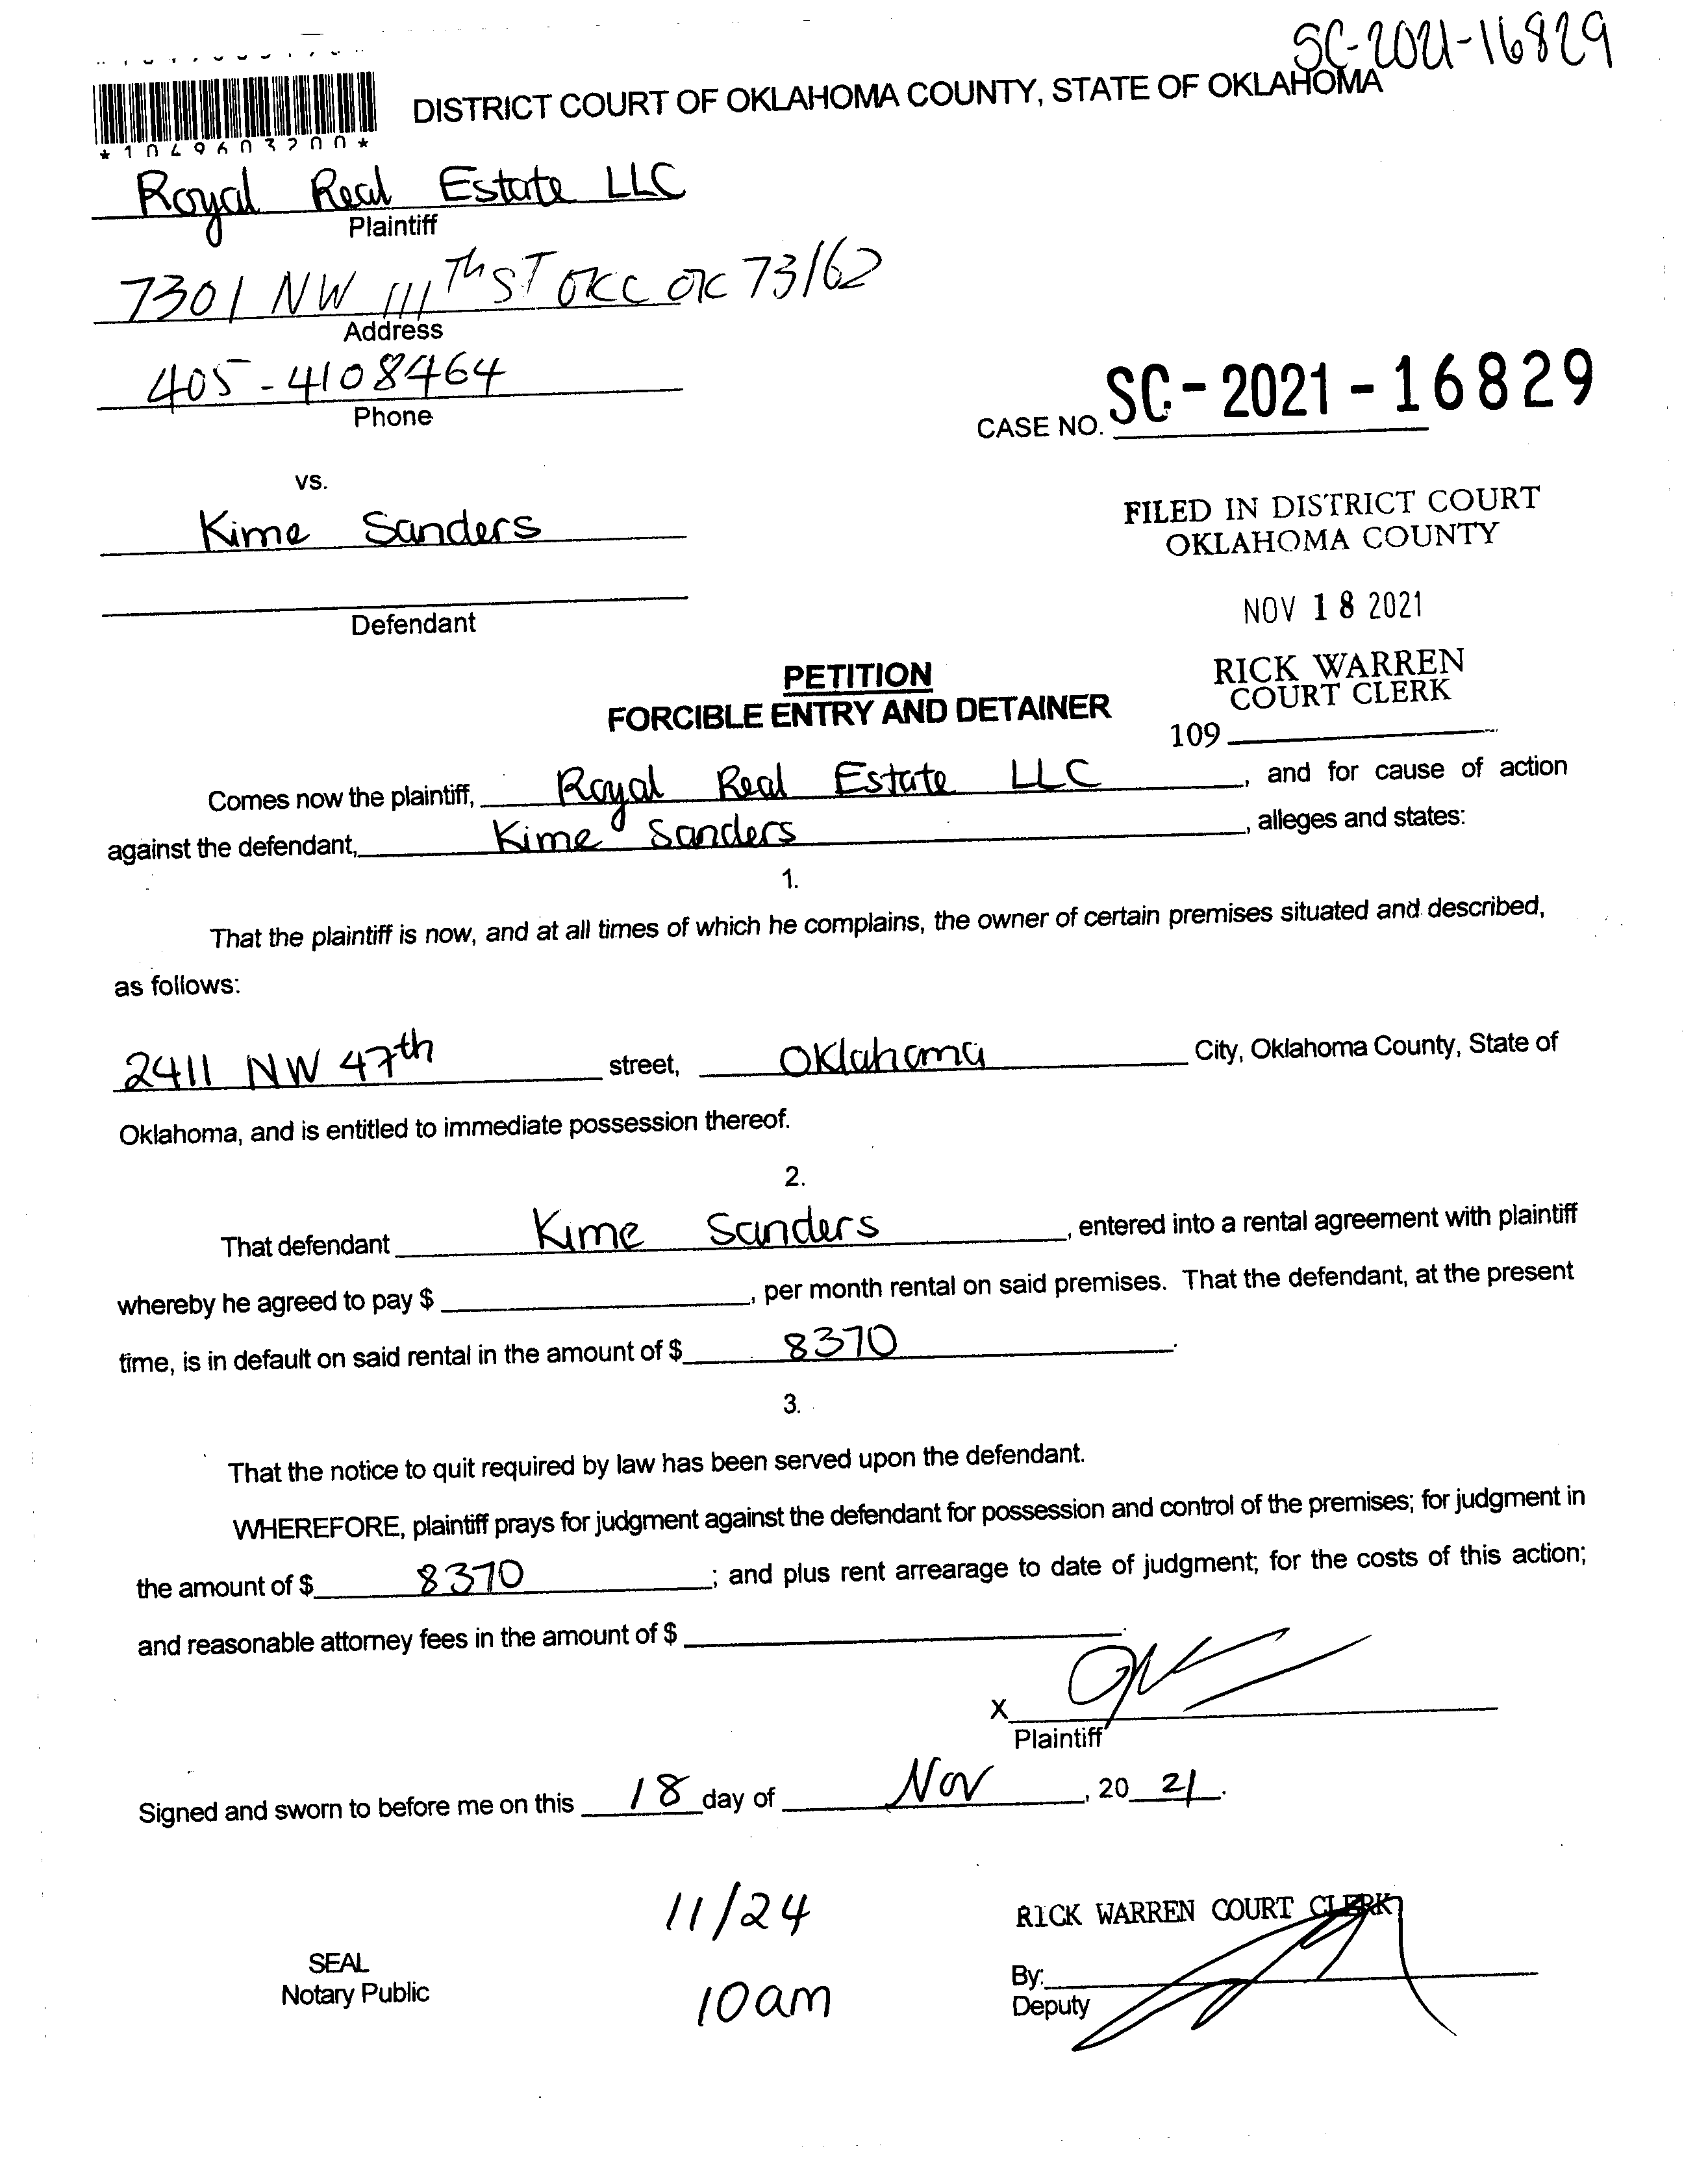 SC-2021-16829
DISTRICT COURT OF OKLAHOMA COUNTY, STATE OF OKLAHOMA
Royal Real Estate LLC
Plaintiff
7301 NW 111Th ST OKC OK 73162
Address
405-4108464
Phone
CASE NO. SC-2021-16829
vs.
Kime Sanders
Defendant
FILED IN DISTRICT COURT
OKLAHOMA COUNTY
NOV 18 2021
RICK WARREN
COURT CLERK
109
PETITION
FORCIBLE ENTRY AND DETAINER
Comes now the plaintiff, Royal Real Estate LLC, and for cause of action
against the defendant, Kime Sanders, alleges and states:
1.
That the plaintiff is now, and at all times of which he complains, the owner of certain premises situated and described,
as follows:
2411 NW 47th street, Oklahoma City, Oklahoma County, State of
Oklahoma, and is entitled to immediate possession thereof.
2.
That defendant Kime Sanders, entered into a rental agreement with plaintiff
whereby he agreed to pay $, per month rental on said premises. That the defendant, at the present
time, is in default on said rental in the amount of $ 8370.
3.
That the notice to quit required by law has been served upon the defendant.
WHEREFORE, plaintiff prays for judgment against the defendant for possession and control of the premises; for judgment in
the amount of $ 8370; and plus rent arrearage to date of judgment; for the costs of this action;
and reasonable attorney fees in the amount of $.
X
Plaintiff
Signed and sworn to before me on this 18 day of Nov, 20 21.
11/24
10am
SEAL
Notary Public
RICK WARREN COURT CLERK
By:
Deputy